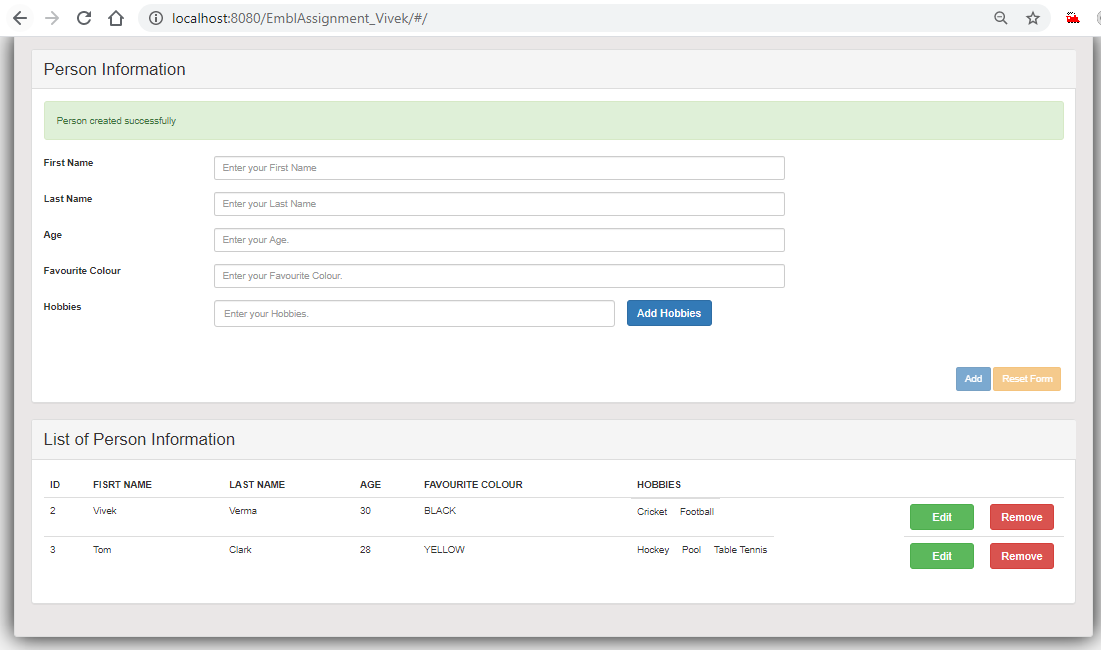 localhost:8080/EmblAssignment_Vivek/#/
Person Information
Person created successfully
First Name Enter your First Name
Last Name Enter your Last Name
Age Enter your Age.
Favourite Colour Enter your Favourite Colour.
Hobbies Enter your Hobbies. Add Hobbies
Add Reset Form
List of Person Information
ID FISRT NAME LAST NAME AGE FAVOURITE COLOUR HOBBIES
2 Vivek Verma 30 BLACK Cricket Football Edit Remove
3 Tom Clark 28 YELLOW Hockey Pool Table Tennis Edit Remove